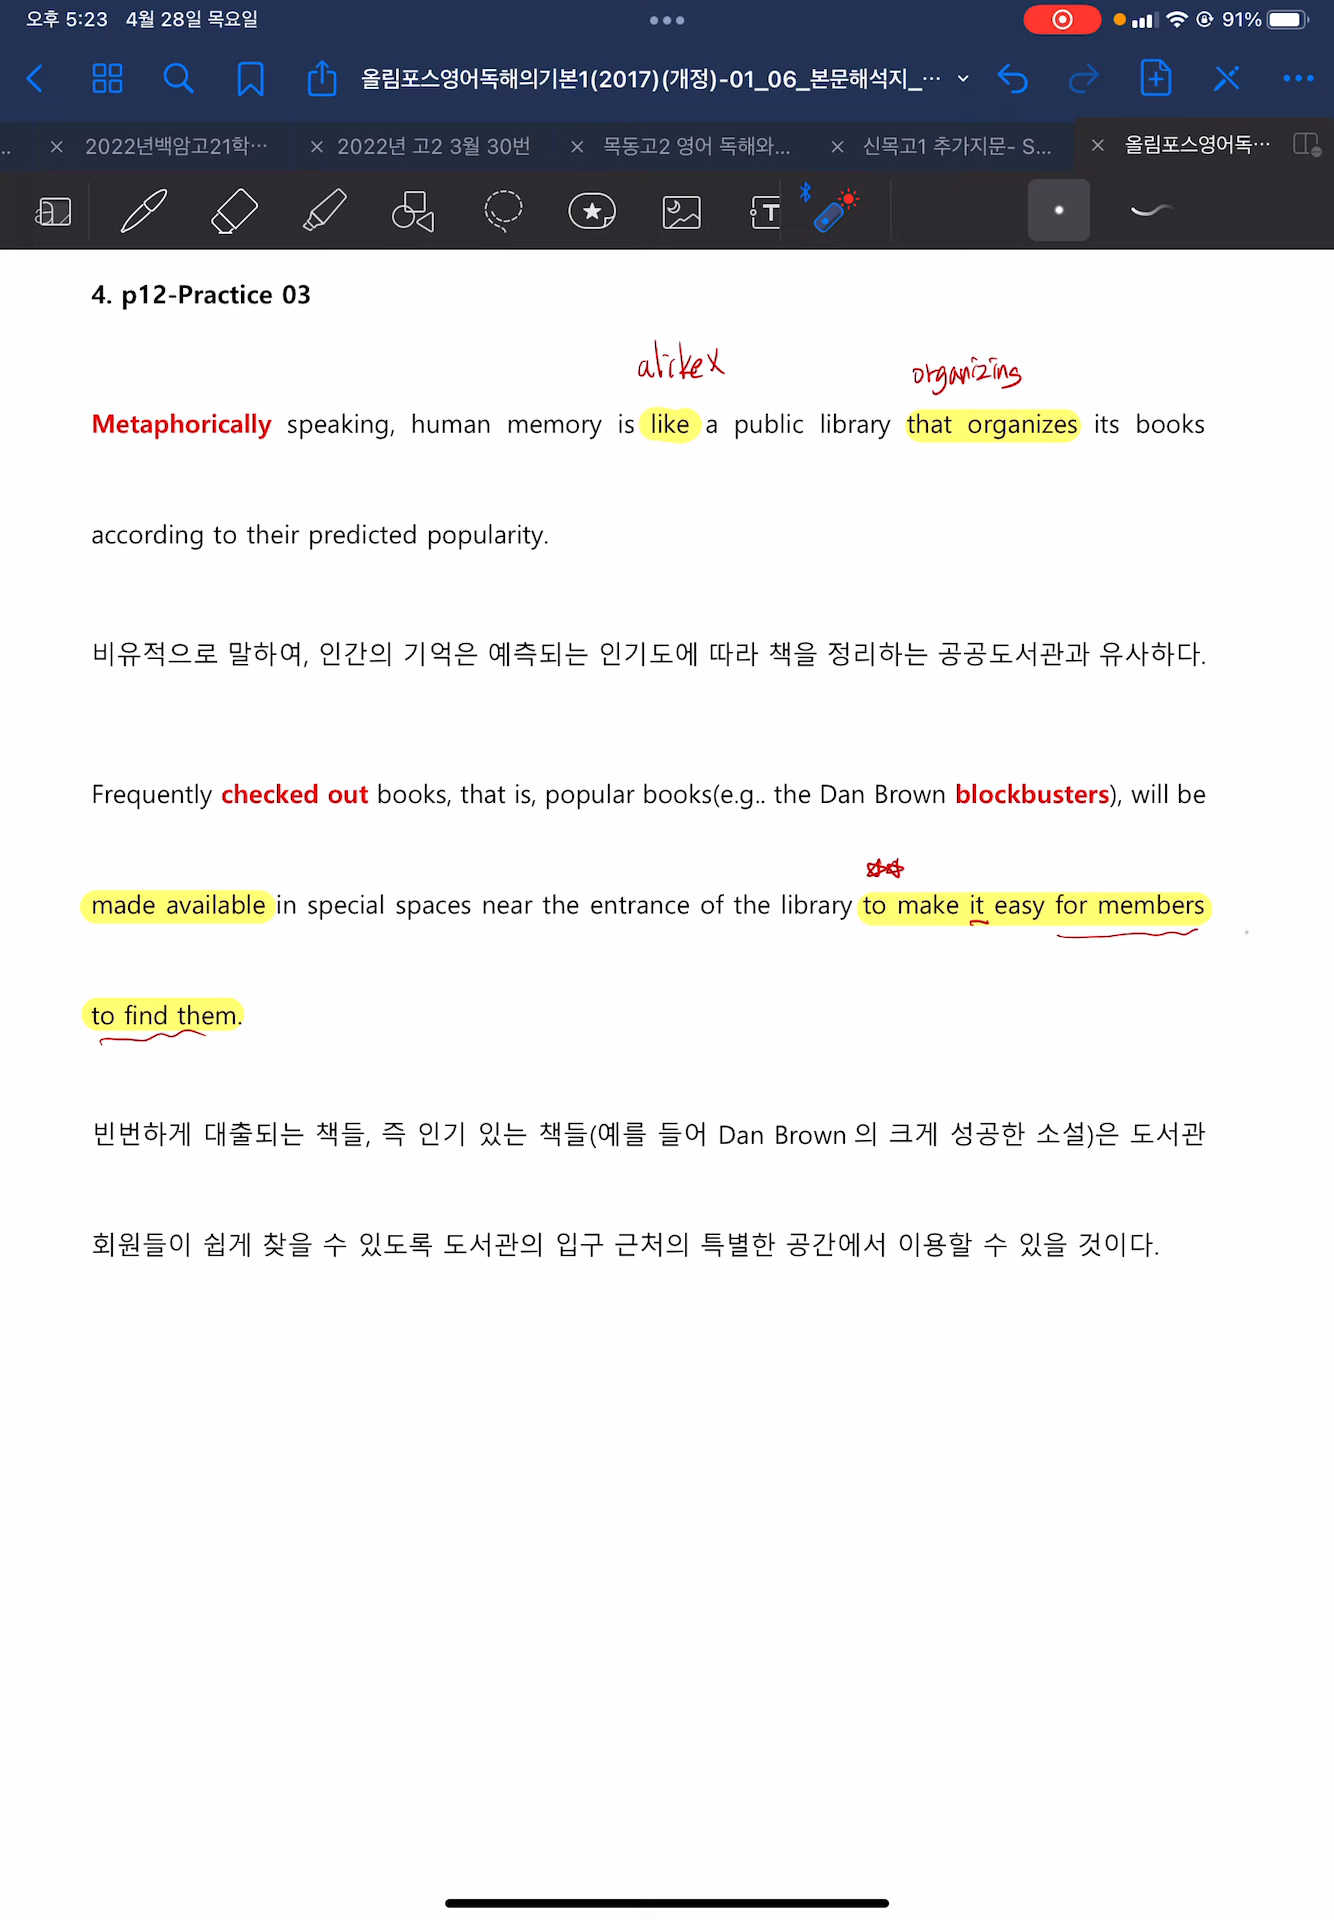 오후 5:23 4월 28일 목요일 91%
올림포스영어독해의기본1(2017)(개정)-01_06_본문해석지_…
.. × 2022년백암고21학… × 2022년 고2 3월 30번 × 목동고2 영어 독해와... × 신목고1 추가지문- S... × 올림포스영어독…
4. p12-Practice 03
alike X organizing
Metaphorically speaking, human memory is like a public library that organizes its books
according to their predicted popularity.
비유적으로 말하여, 인간의 기억은 예측되는 인기도에 따라 책을 정리하는 공공도서관과 유사하다.
Frequently checked out books, that is, popular books(e.g.. the Dan Brown blockbusters), will be
made available in special spaces near the entrance of the library to make it easy for members
to find them.
빈번하게 대출되는 책들, 즉 인기 있는 책들(예를 들어 Dan Brown 의 크게 성공한 소설)은 도서관
회원들이 쉽게 찾을 수 있도록 도서관의 입구 근처의 특별한 공간에서 이용할 수 있을 것이다.